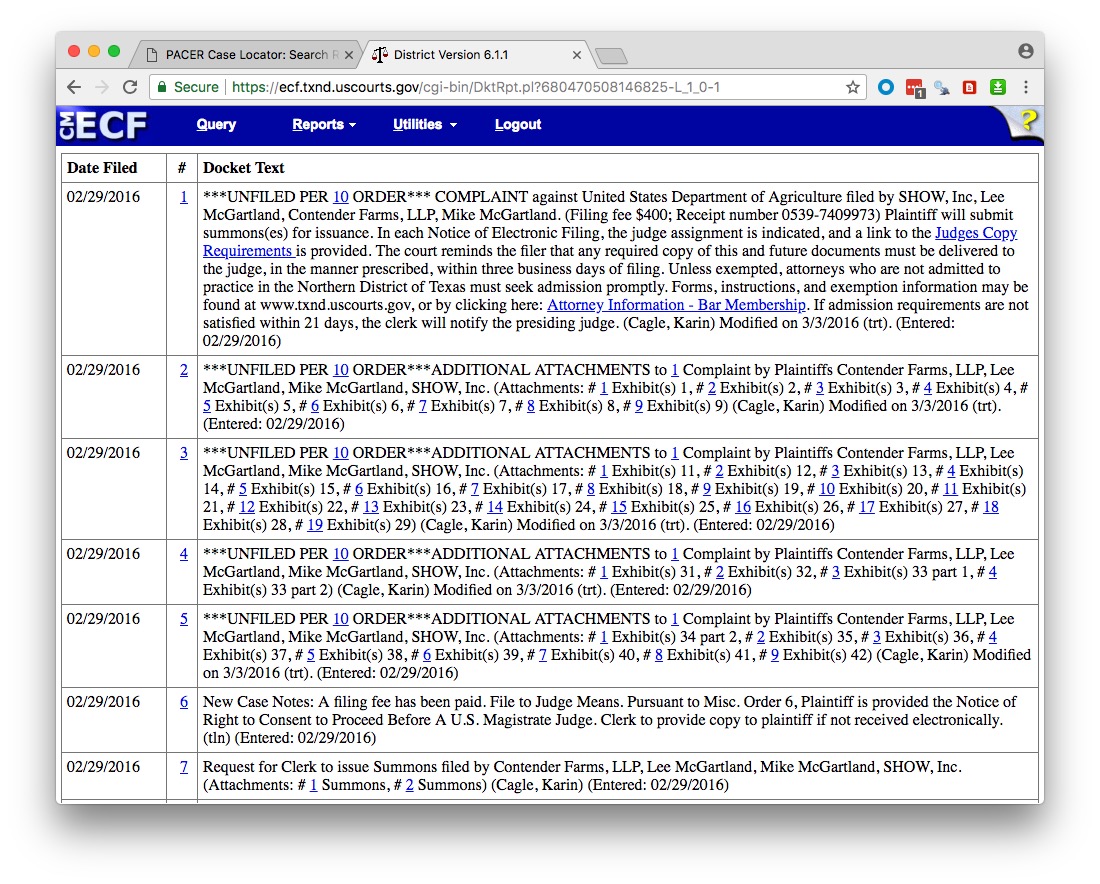 PACER Case Locator: Search R
District Version 6.1.1
Secure https://ecf.txnd.uscourts.gov/cgi-bin/DktRpt.pl?680470508146825-L_1_0-1
1
CM ECF Query Reports Utilities Logout ?
Date Filed # Docket Text
02/29/2016 1 ***UNFILED PER 10 ORDER*** COMPLAINT against United States Department of Agriculture filed by SHOW, Inc, Lee
McGartland, Contender Farms, LLP, Mike McGartland. (Filing fee $400; Receipt number 0539-7409973) Plaintiff will submit
summons(es) for issuance. In each Notice of Electronic Filing, the judge assignment is indicated, and a link to the Judges Copy
Requirements is provided. The court reminds the filer that any required copy of this and future documents must be delivered to
the judge, in the manner prescribed, within three business days of filing. Unless exempted, attorneys who are not admitted to
practice in the Northern District of Texas must seek admission promptly. Forms, instructions, and exemption information may be
found at www.txnd.uscourts.gov, or by clicking here: Attorney Information - Bar Membership. If admission requirements are not
satisfied within 21 days, the clerk will notify the presiding judge. (Cagle, Karin) Modified on 3/3/2016 (trt). (Entered:
02/29/2016)
02/29/2016 2 ***UNFILED PER 10 ORDER***ADDITIONAL ATTACHMENTS to 1 Complaint by Plaintiffs Contender Farms, LLP, Lee
McGartland, Mike McGartland, SHOW, Inc. (Attachments: # 1 Exhibit(s) 1, # 2 Exhibit(s) 2, # 3 Exhibit(s) 3, # 4 Exhibit(s) 4, #
5 Exhibit(s) 5, # 6 Exhibit(s) 6, # 7 Exhibit(s) 7, # 8 Exhibit(s) 8, # 9 Exhibit(s) 9) (Cagle, Karin) Modified on 3/3/2016 (trt).
(Entered: 02/29/2016)
02/29/2016 3 ***UNFILED PER 10 ORDER***ADDITIONAL ATTACHMENTS to 1 Complaint by Plaintiffs Contender Farms, LLP, Lee
McGartland, Mike McGartland, SHOW, Inc. (Attachments: # 1 Exhibit(s) 11, # 2 Exhibit(s) 12, # 3 Exhibit(s) 13, # 4 Exhibit(s)
14, # 5 Exhibit(s) 15, # 6 Exhibit(s) 16, # 7 Exhibit(s) 17, # 8 Exhibit(s) 18, # 9 Exhibit(s) 19, # 10 Exhibit(s) 20, # 11 Exhibit(s)
21, # 12 Exhibit(s) 22, # 13 Exhibit(s) 23, # 14 Exhibit(s) 24, # 15 Exhibit(s) 25, # 16 Exhibit(s) 26, # 17 Exhibit(s) 27, # 18
Exhibit(s) 28, # 19 Exhibit(s) 29) (Cagle, Karin) Modified on 3/3/2016 (trt). (Entered: 02/29/2016)
02/29/2016 4 ***UNFILED PER 10 ORDER***ADDITIONAL ATTACHMENTS to 1 Complaint by Plaintiffs Contender Farms, LLP, Lee
McGartland, Mike McGartland, SHOW, Inc. (Attachments: # 1 Exhibit(s) 31, # 2 Exhibit(s) 32, # 3 Exhibit(s) 33 part 1, # 4
Exhibit(s) 33 part 2) (Cagle, Karin) Modified on 3/3/2016 (trt). (Entered: 02/29/2016)
02/29/2016 5 ***UNFILED PER 10 ORDER***ADDITIONAL ATTACHMENTS to 1 Complaint by Plaintiffs Contender Farms, LLP, Lee
McGartland, Mike McGartland, SHOW, Inc. (Attachments: # 1 Exhibit(s) 34 part 2, # 2 Exhibit(s) 35, # 3 Exhibit(s) 36, # 4
Exhibit(s) 37, # 5 Exhibit(s) 38, # 6 Exhibit(s) 39, # 7 Exhibit(s) 40, # 8 Exhibit(s) 41, # 9 Exhibit(s) 42) (Cagle, Karin) Modified
on 3/3/2016 (trt). (Entered: 02/29/2016)
02/29/2016 6 New Case Notes: A filing fee has been paid. File to Judge Means. Pursuant to Misc. Order 6, Plaintiff is provided the Notice of
Right to Consent to Proceed Before A U.S. Magistrate Judge. Clerk to provide copy to plaintiff if not received electronically.
(tln) (Entered: 02/29/2016)
02/29/2016 7 Request for Clerk to issue Summons filed by Contender Farms, LLP, Lee McGartland, Mike McGartland, SHOW, Inc.
(Attachments: # 1 Summons, # 2 Summons) (Cagle, Karin) (Entered: 02/29/2016)